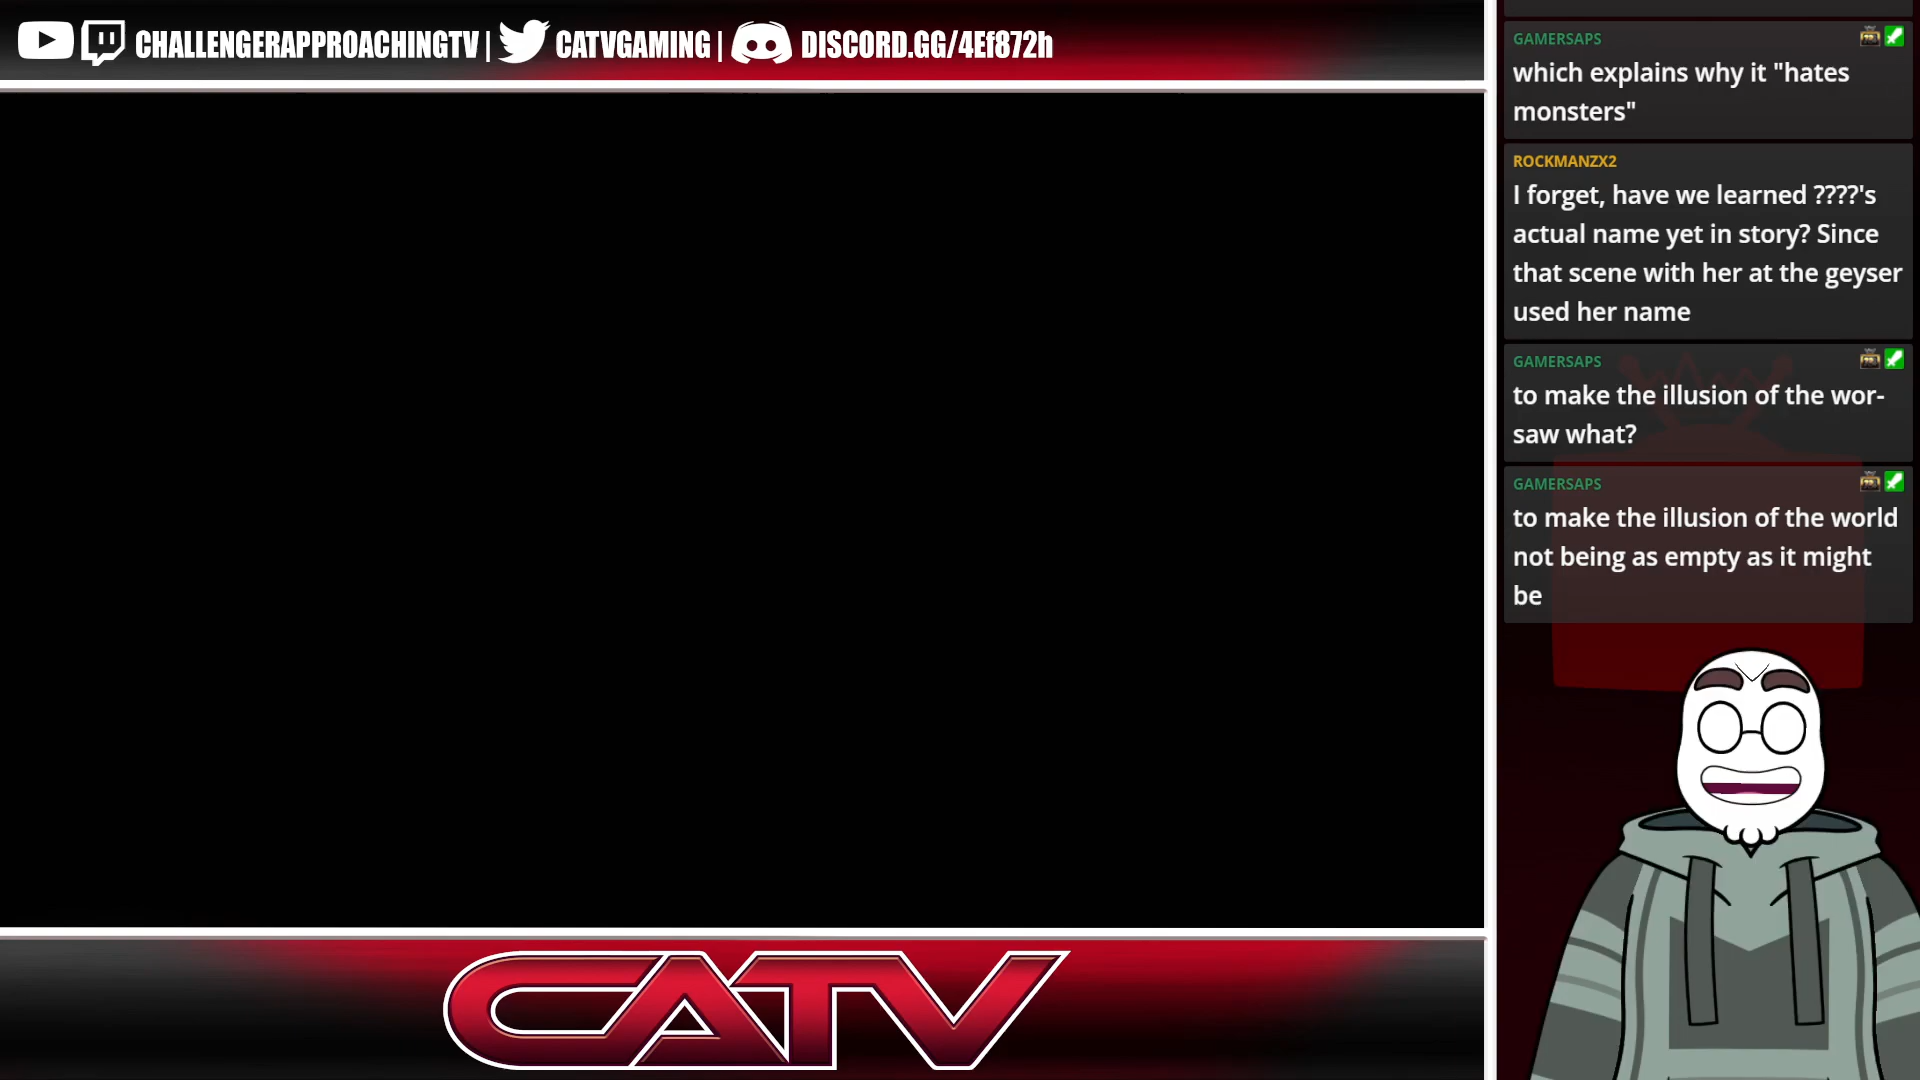 CHALLENGERAPPROACHINGTV | CATVGAMING | DISCORD.GG/4Ef872h
GAMERSAPS
which explains why it "hates
monsters"
ROCKMANZX2
I forget, have we learned ????'s
actual name yet in story? Since
that scene with her at the geyser
used her name
GAMERSAPS
to make the illusion of the wor-
saw what?
GAMERSAPS
to make the illusion of the world
not being as empty as it might
be
CATV